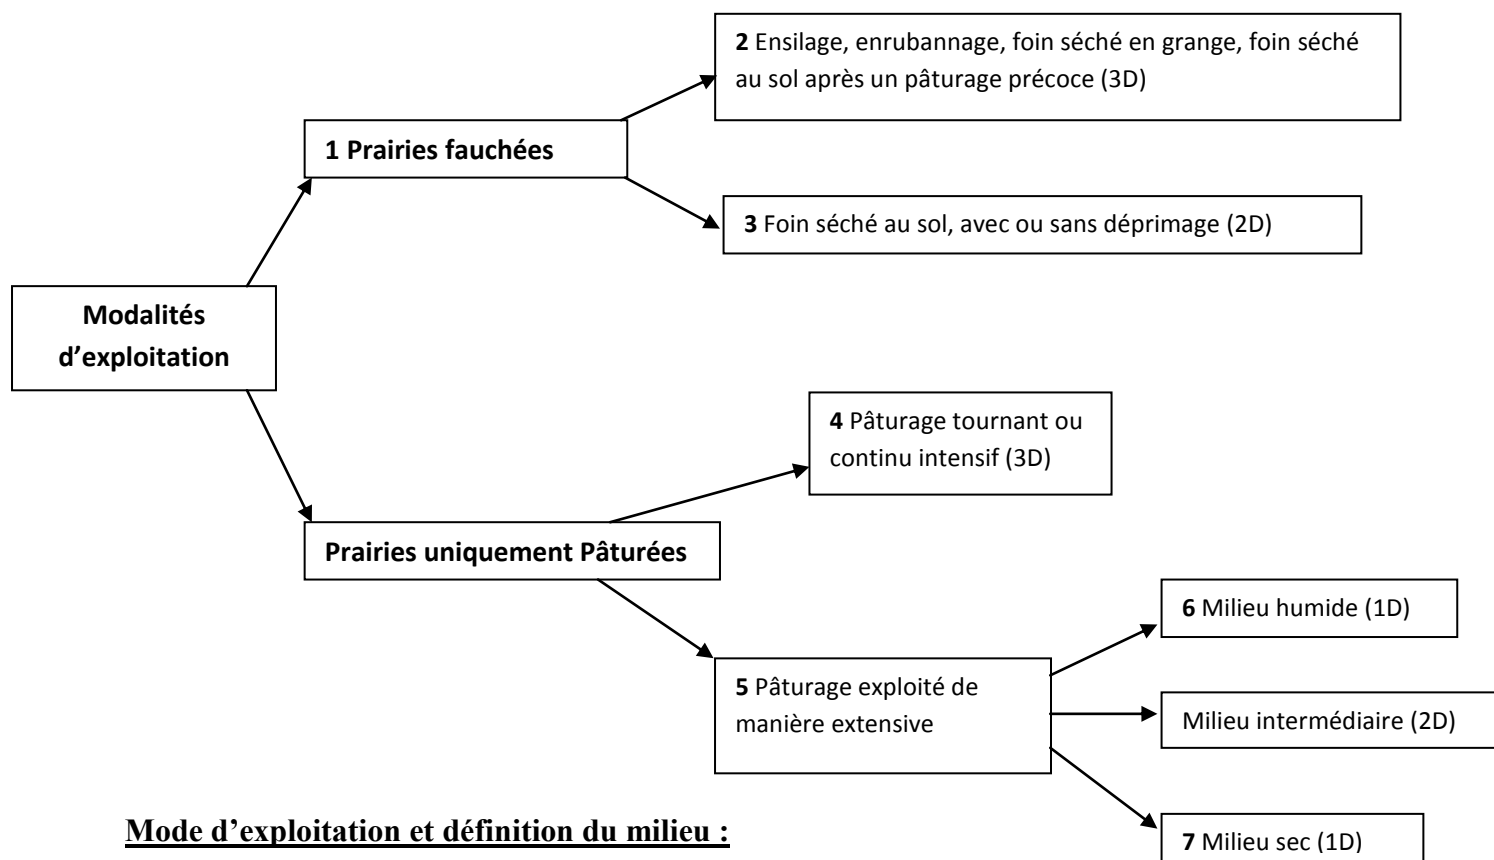 2 Ensilage, enrubannage, foin séché en grange, foin séché
au sol après un pâturage précoce (3D)
1 Prairies fauchées
3 Foin séché au sol, avec ou sans déprimage (2D)
Modalités
d’exploitation
4 Pâturage tournant ou
continu intensif (3D)
Prairies uniquement Pâturées
6 Milieu humide (1D)
5 Pâturage exploité de
manière extensive
Milieu intermédiaire (2D)
7 Milieu sec (1D)
Mode d’exploitation et définition du milieu :